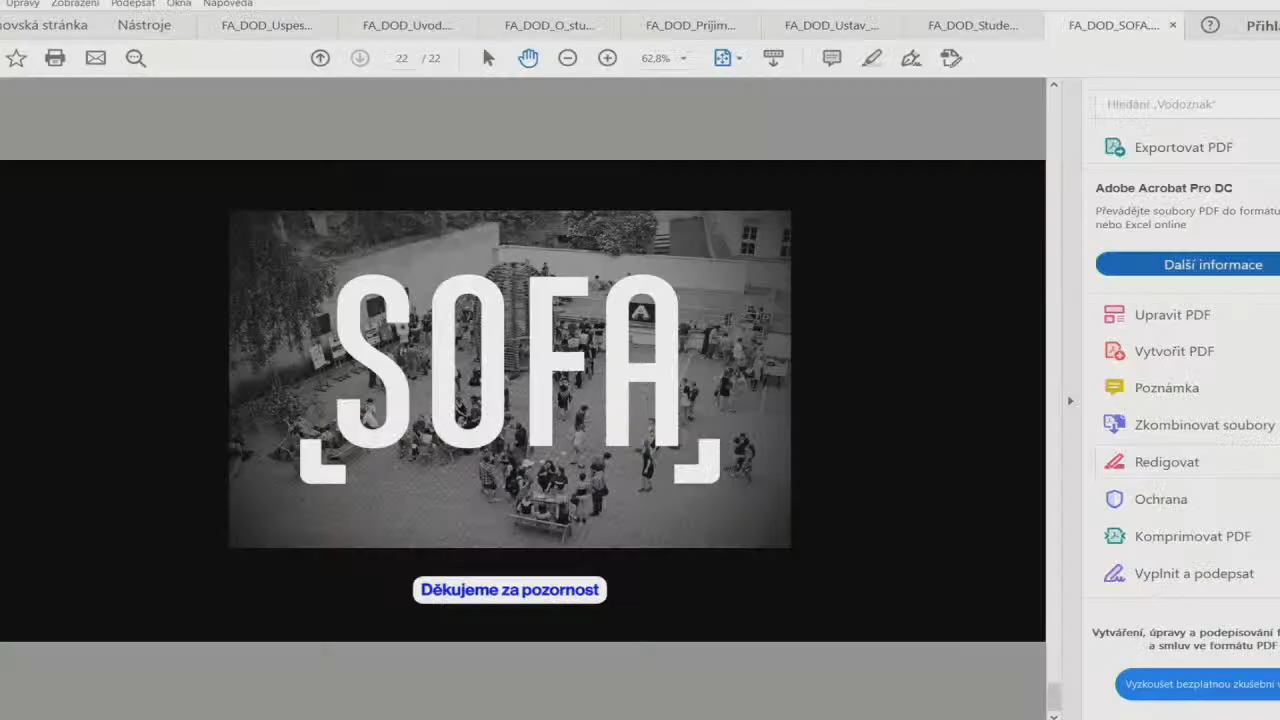 Úpravy Zobrazení Podepsat Okna Nápověda
ovská stránka Nástroje FA_DOD_Uspes... FA_DOD_Uvod.... FA_DOD_O_stu... FA_DOD_Prijim... FA_DOD_Ustav_... FA_DOD_Stude... FA_DOD_SOFA.... × ? Přihl
22 / 22 62,8%
Hledání „Vodoznak“
Exportovat PDF
Adobe Acrobat Pro DC
Převádějte soubory PDF do formátu
nebo Excel online
Další informace
Upravit PDF
Vytvořit PDF
Poznámka
Zkombinovat soubory
Redigovat
Ochrana
Komprimovat PDF
Vyplnit a podepsat
Vytváření, úpravy a podepisování f
a smluv ve formátu PDF
Vyzkoušet bezplatnou zkušební v
SOFA
A
Děkujeme za pozornost